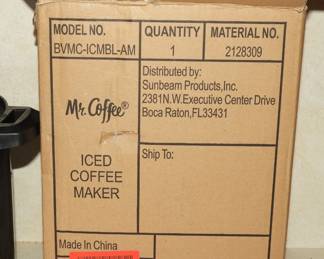 MODEL NO.
BVMC-ICMBL-AM
QUANTITY
1
MATERIAL NO.
2128309
Mr. Coffee®
Distributed by:
Sunbeam Products,Inc.
2381N.W.Executive Center Drive
Boca Raton,FL33431
ICED
COFFEE
MAKER
Ship To:
Made In China